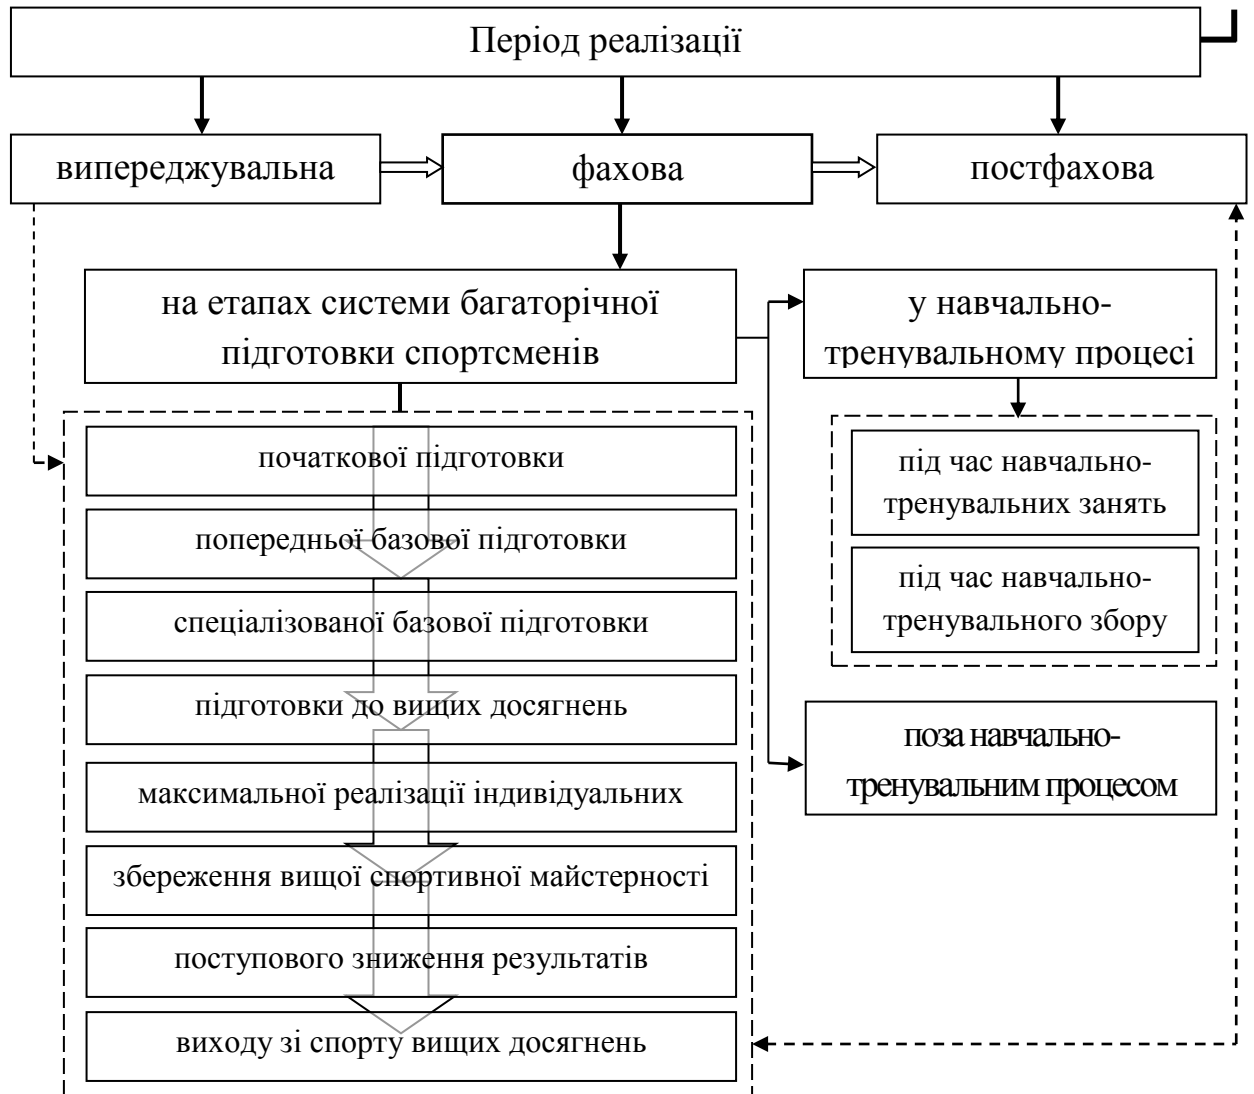 Період реалізації
випереджувальна
фахова
постфахова
на етапах системи багаторічної
підготовки спортсменів
у навчально-
тренувальному процесі
початкової підготовки
попередньої базової підготовки
спеціалізованої базової підготовки
підготовки до вищих досягнень
максимальної реалізації індивідуальних
збереження вищої спортивної майстерності
поступового зниження результатів
виходу зі спорту вищих досягнень
під час навчально-
тренувальних занять
під час навчально-
тренувального збору
поза навчально-
тренувальним процесом